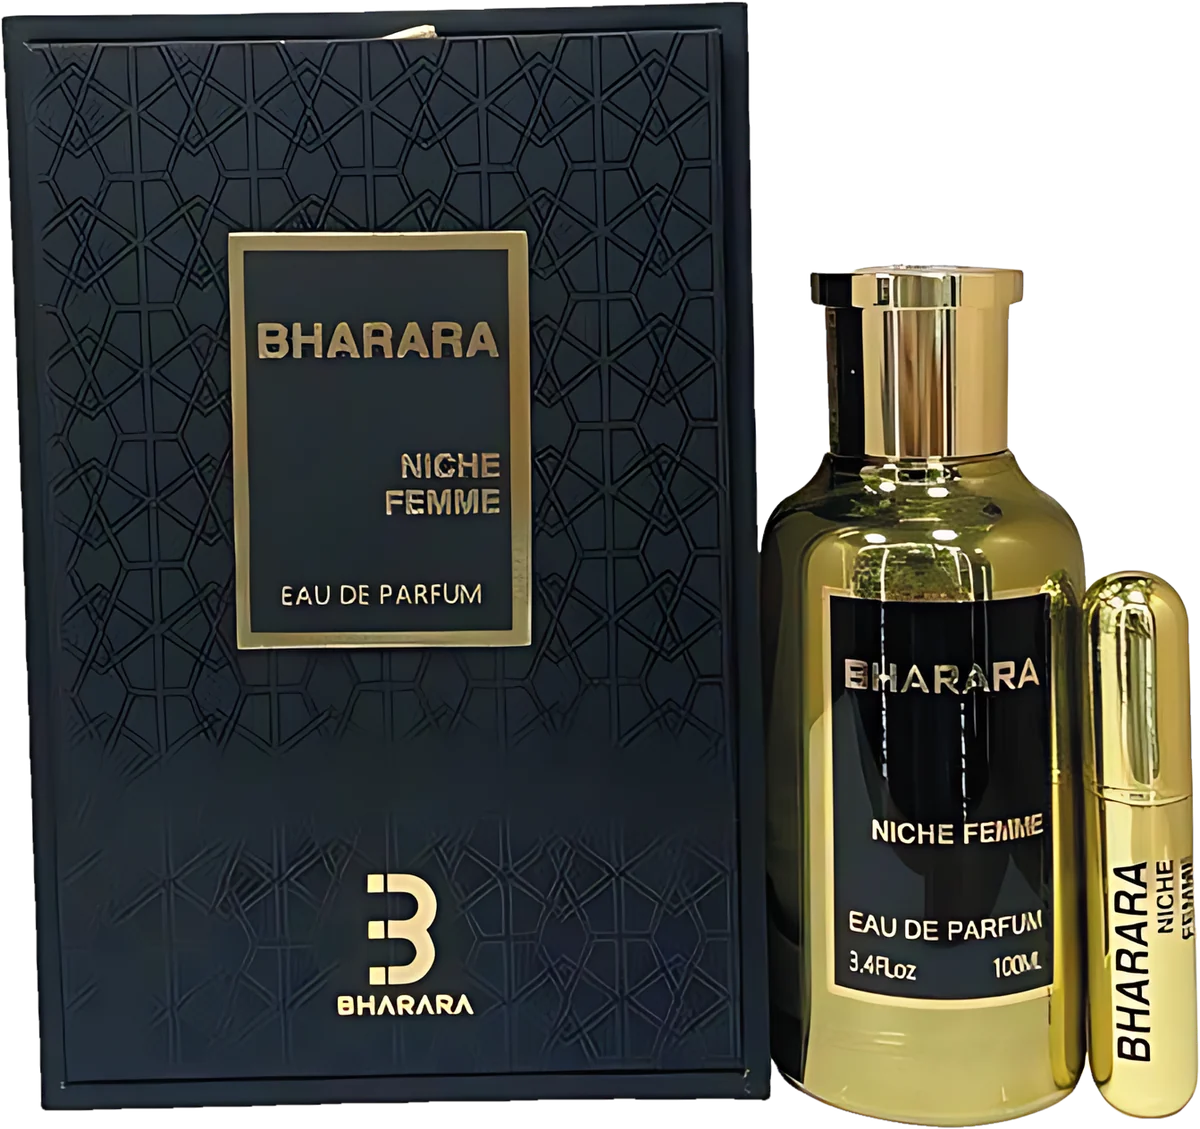 BHARARA
NICHE
FEMME
EAU DE PARFUM
BHARARA
BHARARA
NICHE FEMME
EAU DE PARFUM
3.4FLoz 100ML
BHARARA
NICHE
FEMME